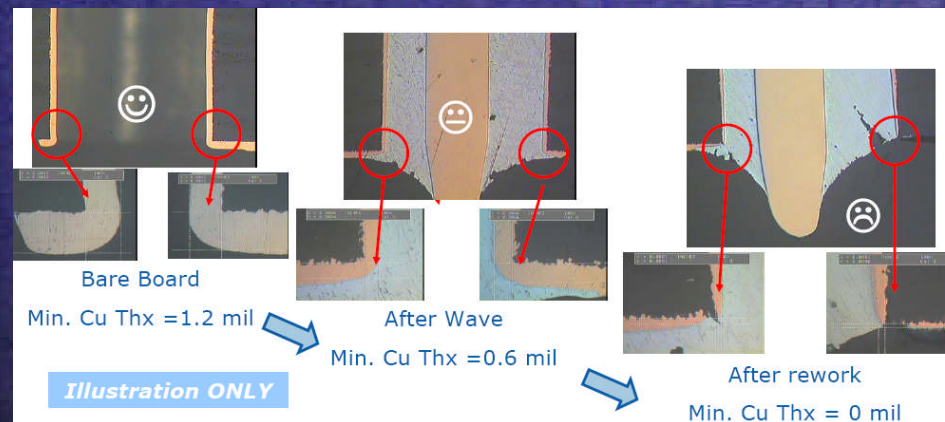 Bare Board
Min. Cu Thx =1.2 mil
After Wave
Min. Cu Thx =0.6 mil
After rework
Min. Cu Thx = 0 mil
Illustration ONLY